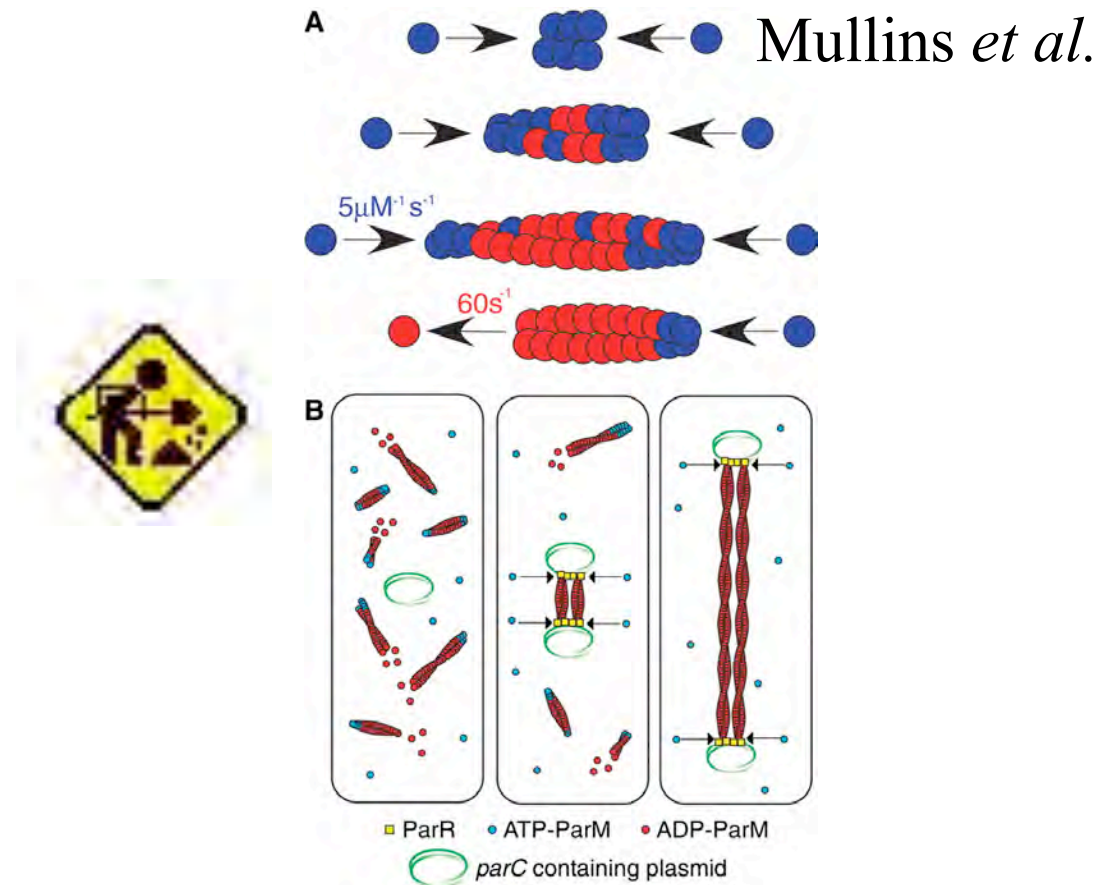 A
Mullins et al.
5μM⁻¹ s⁻¹
60s⁻¹
B
ParR ATP-ParM ADP-ParM
parC containing plasmid